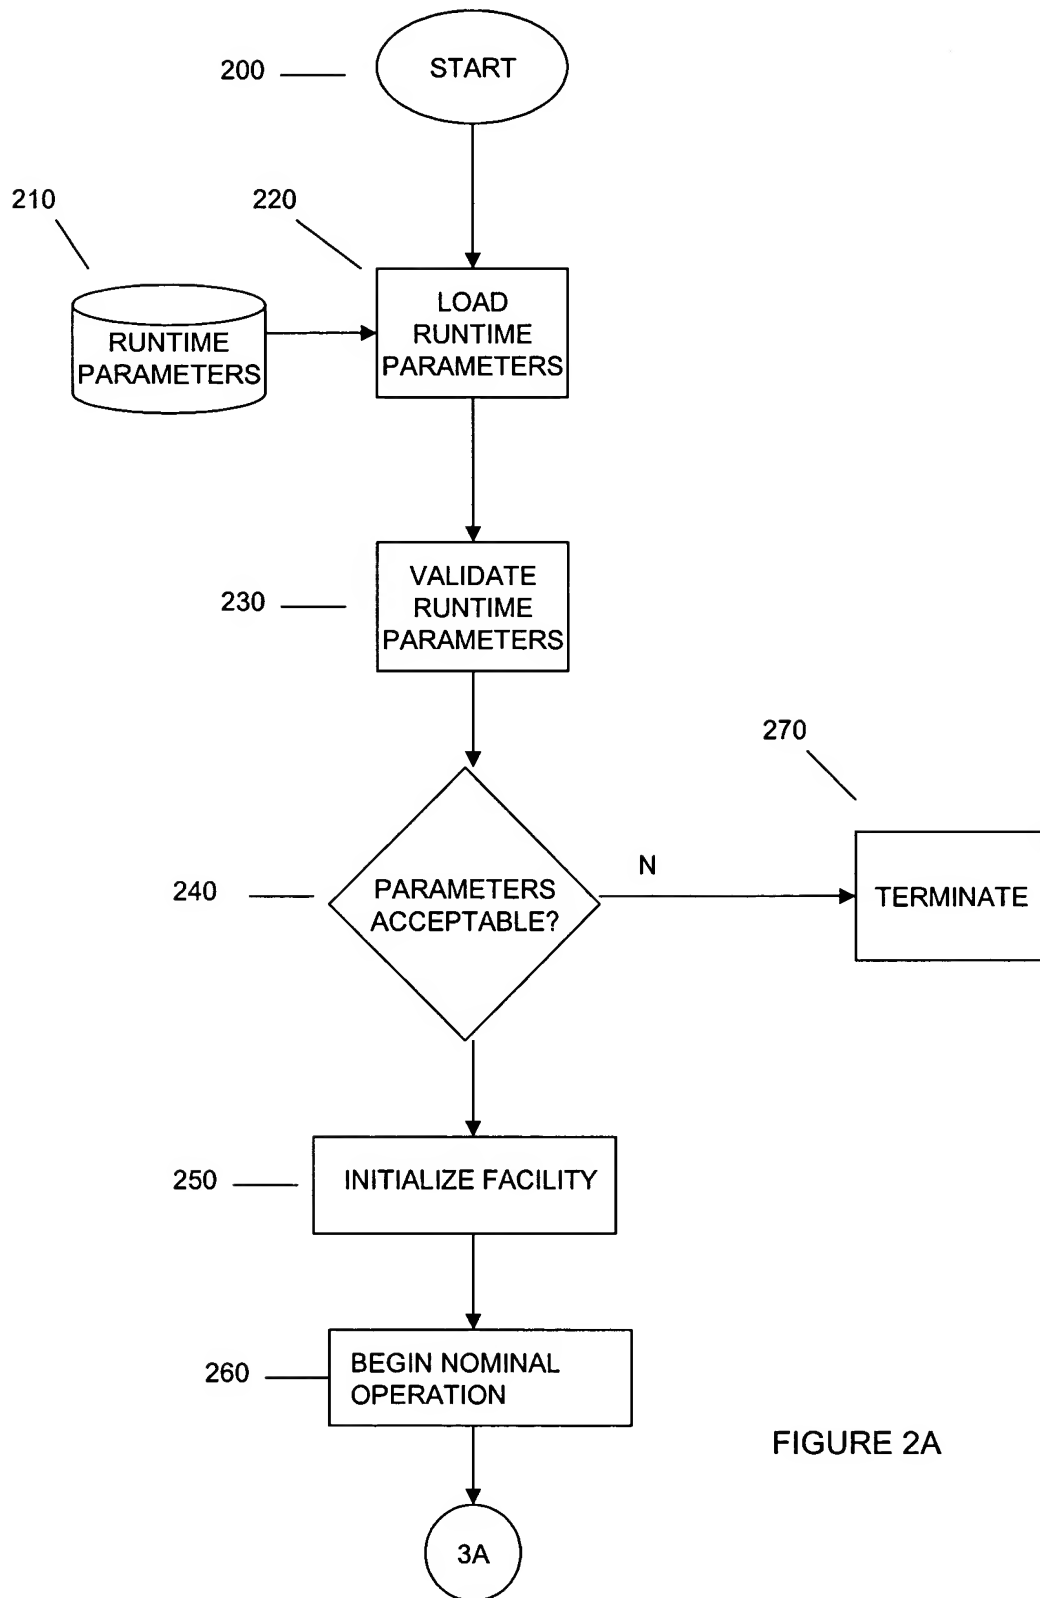 200
START
210
220
RUNTIME
PARAMETERS
LOAD
RUNTIME
PARAMETERS
230
VALIDATE
RUNTIME
PARAMETERS
270
240
PARAMETERS
ACCEPTABLE?
N
TERMINATE
250
INITIALIZE FACILITY
260
BEGIN NOMINAL
OPERATION
FIGURE 2A
3A